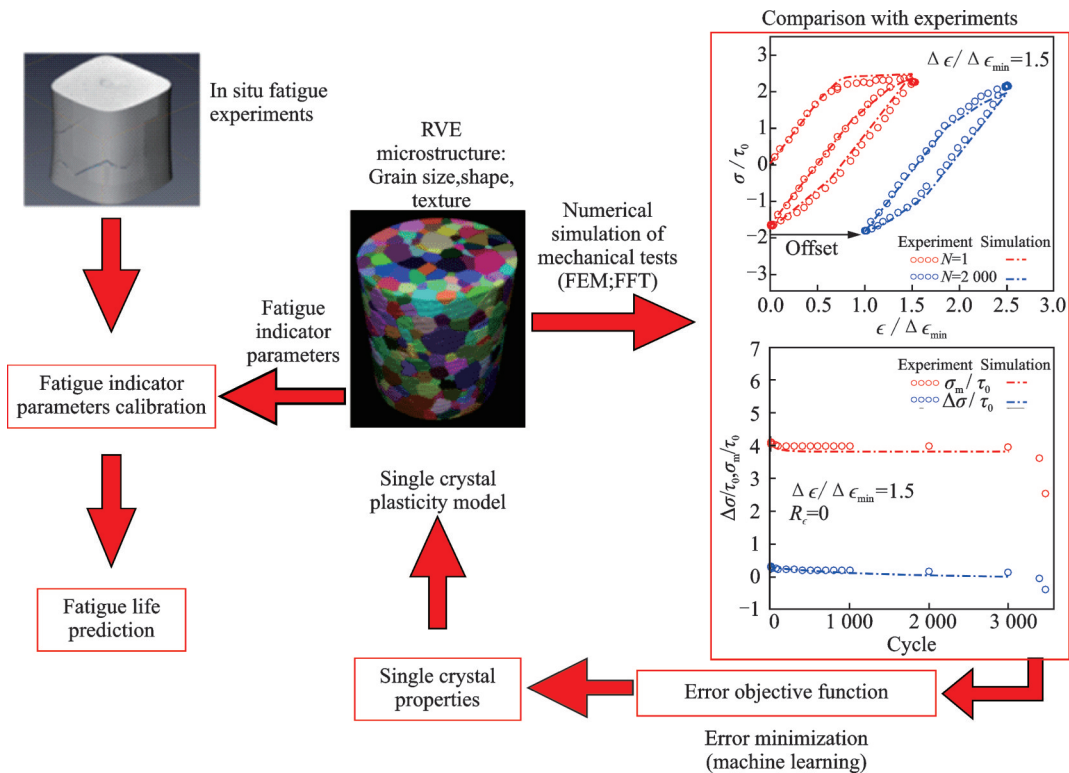 Comparison with experiments
In situ fatigue
experiments
RVE
microstructure:
Grain size,shape,
texture
Numerical
simulation of
mechanical tests
(FEM;FFT)
Fatigue
indicator
parameters
Fatigue indicator
parameters calibration
Fatigue life
prediction
Single crystal
plasticity model
Single crystal
properties
Error objective function
Error minimization
(machine learning)
Δϵ/Δϵmin=1.5
σ/τ0
3
2
1
0
−1
−2
−3
Offset
Experiment Simulation
N=1
N=2 000
0.0 0.5 1.0 1.5 2.0 2.5 3.0
ϵ/Δϵmin
Experiment Simulation
σm/τ0
Δσ/τ0
Δσ/τ0,σm/τ0
7
6
5
4
3
2
1
0
−1
Δϵ/Δϵmin=1.5
Rϵ=0
0 1 000 2 000 3 000
Cycle